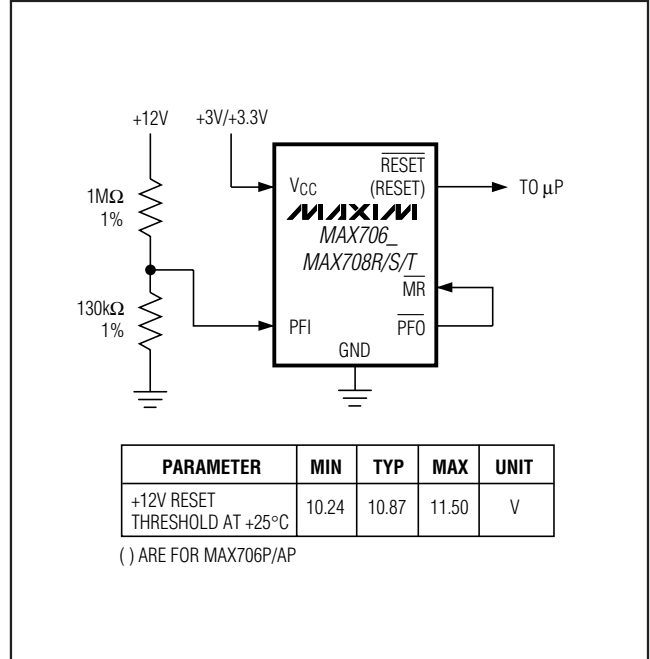 +12V
+3V/+3.3V
1MΩ
1%
130kΩ
1%
VCC
RESET
(RESET)
TO μP
MAXIM
MAX706_
MAX708R/S/T
MR
PFI
PFO
GND
PARAMETER MIN TYP MAX UNIT
+12V RESET
THRESHOLD AT +25°C 10.24 10.87 11.50 V
( ) ARE FOR MAX706P/AP